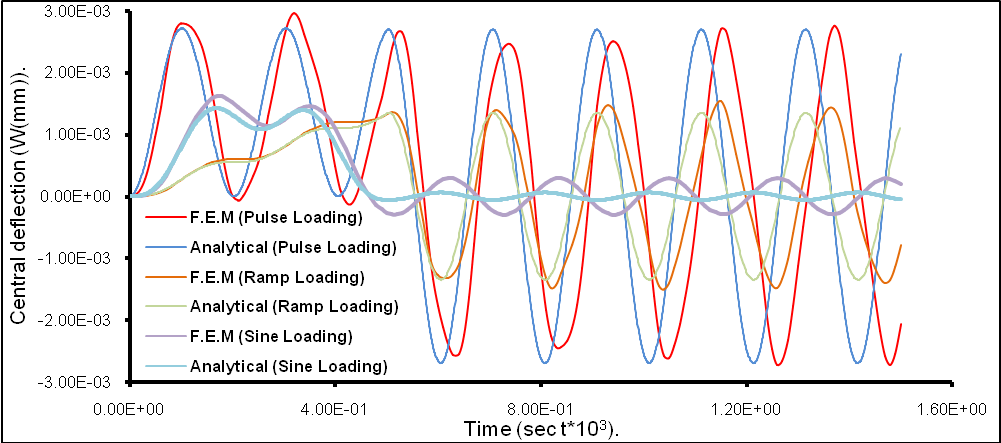 3.00E-03
2.00E-03
1.00E-03
0.00E+00
-1.00E-03
-2.00E-03
-3.00E-03
Central deflection (W(mm)).
F.E.M (Pulse Loading)
Analytical (Pulse Loading)
F.E.M (Ramp Loading)
Analytical (Ramp Loading)
F.E.M (Sine Loading)
Analytical (Sine Loading)
0.00E+00 4.00E-01 8.00E-01 1.20E+00 1.60E+00
Time (sec t*10³).